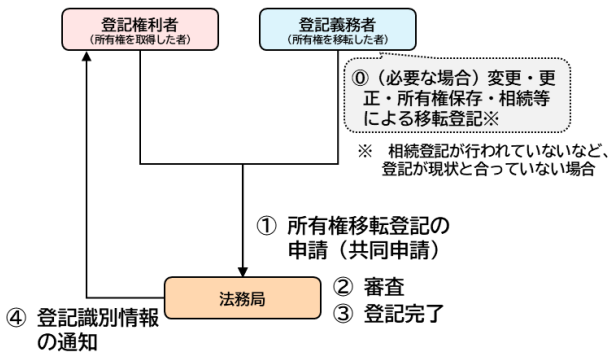 登記権利者
（所有権を取得した者）
登記義務者
（所有権を移転した者）
⓪（必要な場合）変更・更
正・所有権保存・相続等
による移転登記※
※　相続登記が行われていないなど、
登記が現状と合っていない場合
① 所有権移転登記の
申請（共同申請）
法務局
② 審査
③ 登記完了
④ 登記識別情報
の通知